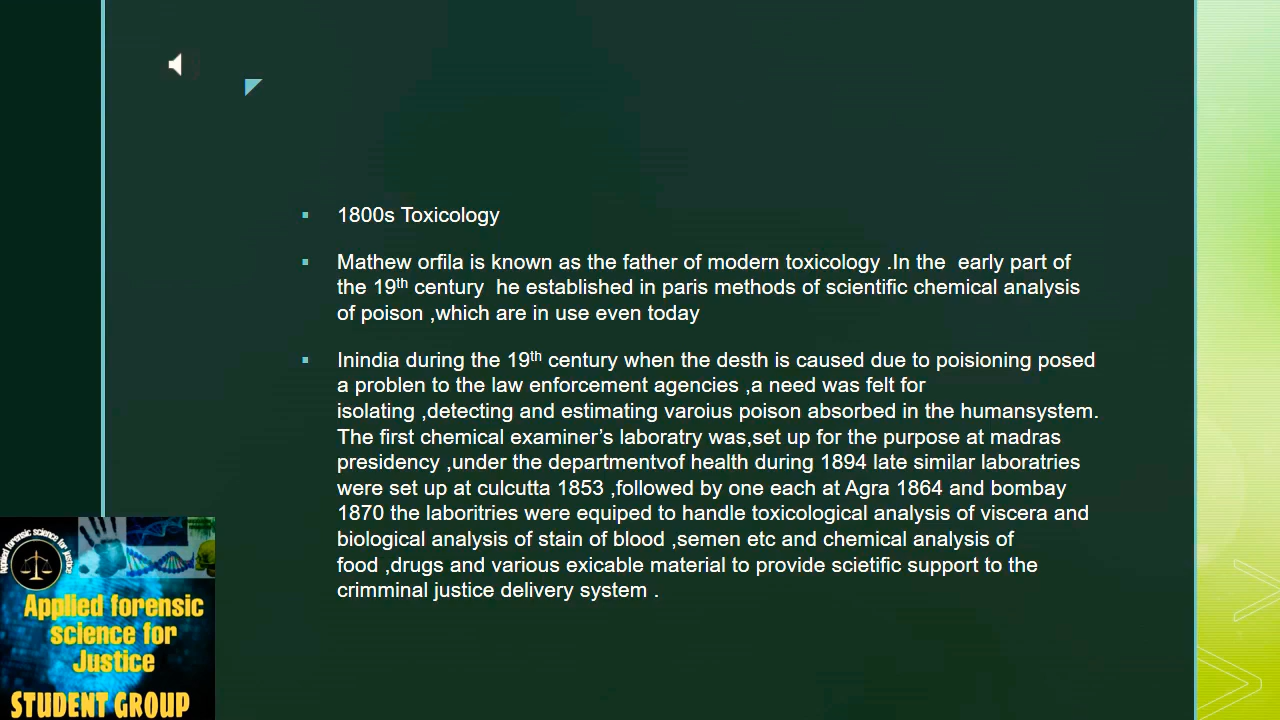 1800s Toxicology
Mathew orfila is known as the father of modern toxicology .In the early part of
the 19th century he established in paris methods of scientific chemical analysis
of poison ,which are in use even today
Inindia during the 19th century when the desth is caused due to poisioning posed
a problen to the law enforcement agencies ,a need was felt for
isolating ,detecting and estimating varoius poison absorbed in the humansystem.
The first chemical examiner’s laboratry was,set up for the purpose at madras
presidency ,under the departmentvof health during 1894 late similar laboratries
were set up at culcutta 1853 ,followed by one each at Agra 1864 and bombay
1870 the laboritries were equiped to handle toxicological analysis of viscera and
biological analysis of stain of blood ,semen etc and chemical analysis of
food ,drugs and various exicable material to provide scietific support to the
crimminal justice delivery system .
Applied forensic science for justice
Applied forensic
science for
Justice
STUDENT GROUP